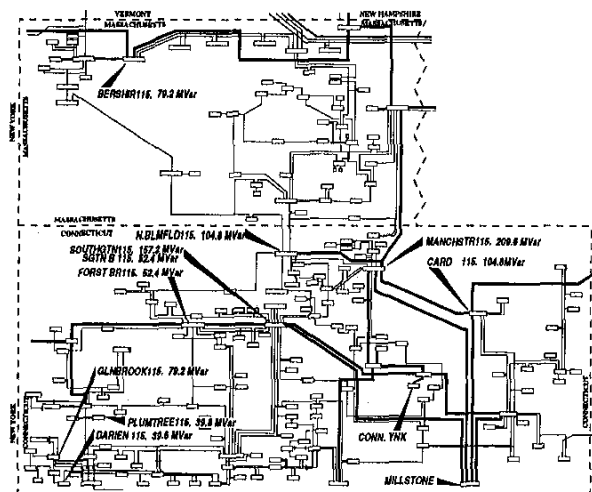 VERMONT
MASSACHUSETTS
NEW HAMPSHIRE
MASSACHUSETTS
BERSHIR115, 79.2 MVar
NEW YORK
MASSACHUSETTS
MASSACHUSETTS
CONNECTICUT
N.BLMFLD115, 104.8 MVar
SOUTHGTN115, 157.2 MVar
SGTN B 115, 52.4 MVar
FORST BR115, 52.4 MVar
MANCHSTR115, 209.6 MVar
CARD 115, 104.8MVar
GLNBROOK115, 79.2 MVar
PLUMTREE115, 39.6 MVar
DARIEN 115, 39.6 MVar
NEW YORK
CONNECTICUT
CONN. YNK
MILLSTONE
CONNECTICUT